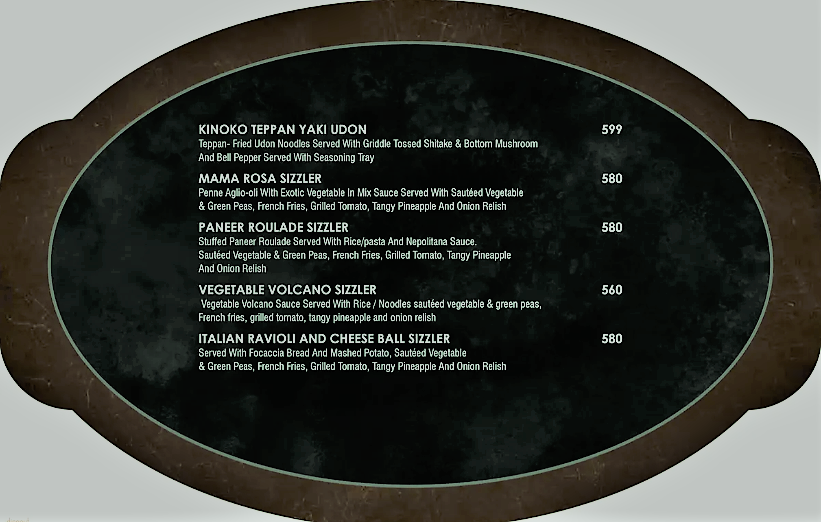 KINOKO TEPPAN YAKI UDON 599
Teppan- Fried Udon Noodles Served With Griddle Tossed Shitake & Bottom Mushroom
And Bell Pepper Served With Seasoning Tray
MAMA ROSA SIZZLER 580
Penne Aglio-oli With Exotic Vegetable In Mix Sauce Served With Sautéed Vegetable
& Green Peas, French Fries, Grilled Tomato, Tangy Pineapple And Onion Relish
PANEER ROULADE SIZZLER 580
Stuffed Paneer Roulade Served With Rice/pasta And Nepolitana Sauce.
Sautéed Vegetable & Green Peas, French Fries, Grilled Tomato, Tangy Pineapple
And Onion Relish
VEGETABLE VOLCANO SIZZLER 560
Vegetable Volcano Sauce Served With Rice / Noodles sautéed vegetable & green peas,
French fries, grilled tomato, tangy pineapple and onion relish
ITALIAN RAVIOLI AND CHEESE BALL SIZZLER 580
Served With Focaccia Bread And Mashed Potato, Sautéed Vegetable
& Green Peas, French Fries, Grilled Tomato, Tangy Pineapple And Onion Relish